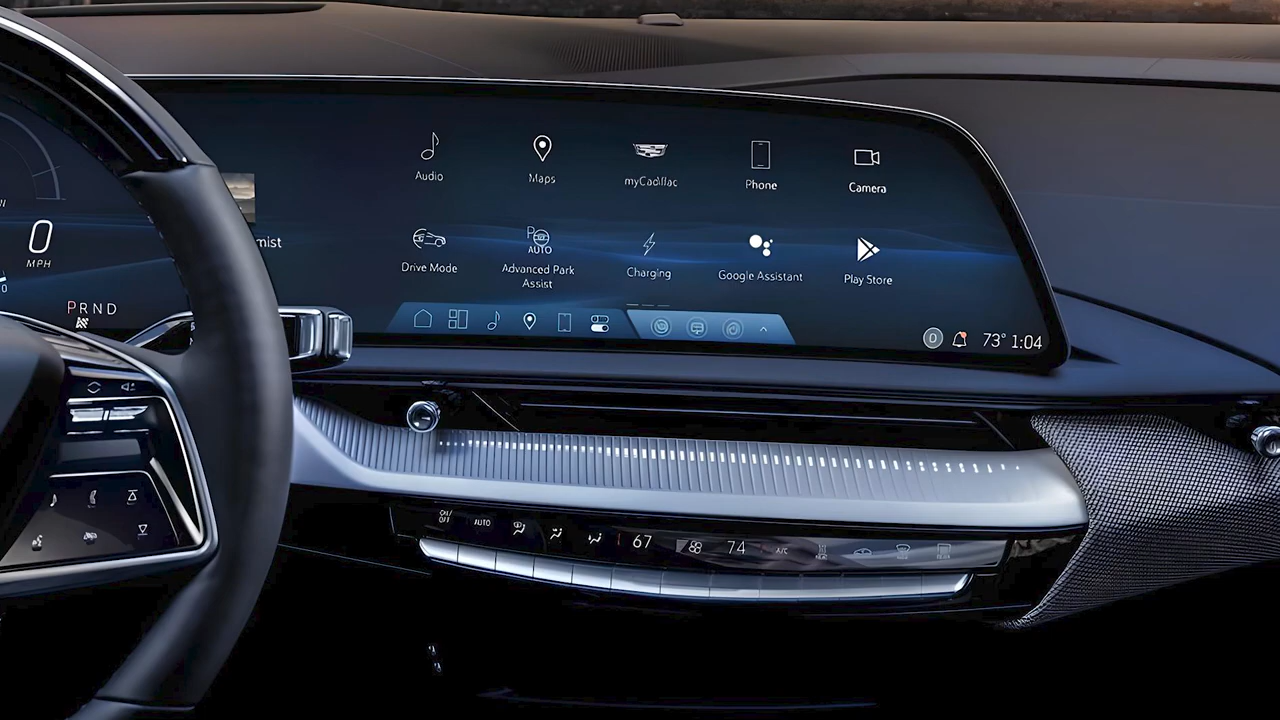 Audio
Maps
myCadillac
Phone
Camera
Drive Mode
P
AUTO
Advanced Park
Assist
Charging
Google Assistant
Play Store
mist
0
MPH
PRND
D
73° 1:04
ON/
OFF
AUTO
67
74
A/C